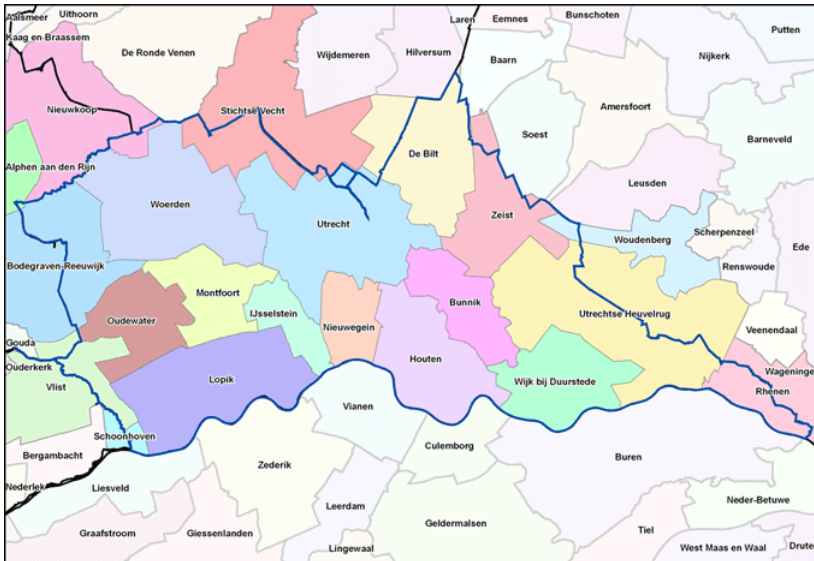 Aalsmeer
Uithoorn
Kaag en Braassem
De Ronde Venen
Wijdemeren
Hilversum
Laren
Eemnes
Bunschoten
Putten
Baarn
Nijkerk
Nieuwkoop
Stichtse Vecht
Amersfoort
Soest
Barneveld
De Bilt
Alphen aan den Rijn
Leusden
Woerden
Utrecht
Zeist
Scherpenzeel
Woudenberg
Ede
Bodegraven-Reeuwijk
Renswoude
Montfoort
Bunnik
Oudewater
IJsselstein
Utrechtse Heuvelrug
Nieuwegein
Veenendaal
Gouda
Houten
Ouderkerk
Vlist
Lopik
Wijk bij Duurstede
Wageninge
Rhenen
Vianen
Schoonhoven
Culemborg
Bergambacht
Zederik
Buren
Nederlek
Liesveld
Neder-Betuwe
Leerdam
Geldermalsen
Graafstroom
Giessenlanden
Tiel
Lingewaal
West Maas en Waal
Druten